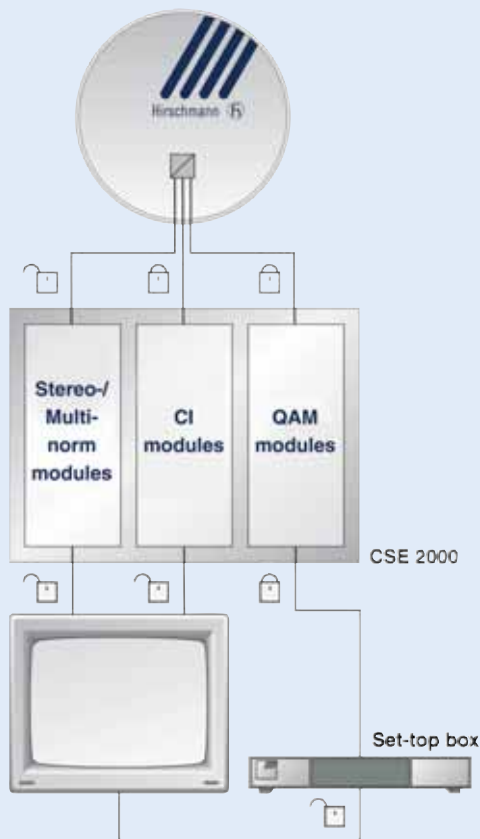 Hirschmann
Stereo-/
Multi-
norm
modules
CI
modules
QAM
modules
CSE 2000
Set-top box